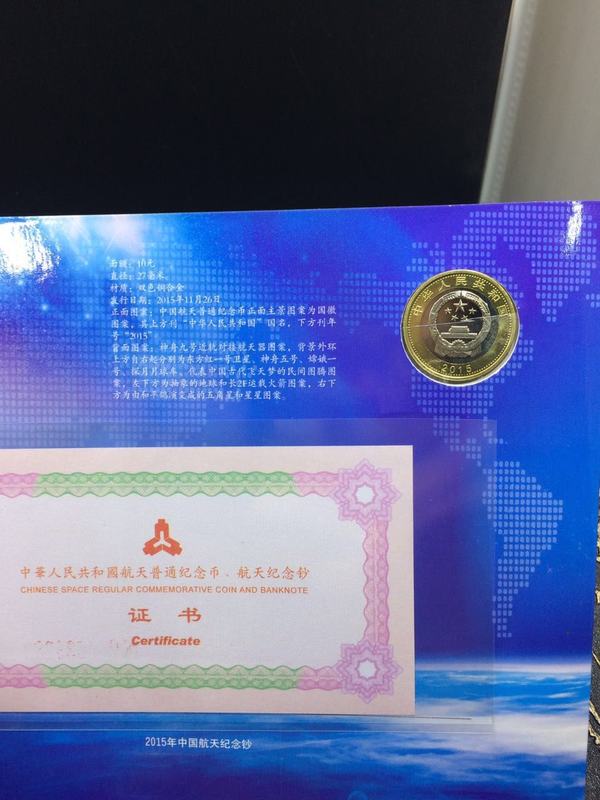 面额：10元
直径：27毫米
材质：双色铜合金
发行日期：2015年11月26日
正面图案：中国航天普通纪念币正面主景图案为国徽
图案，其上方刊“中华人民共和国”国名，下方刊年
号“2015”
背面图案：神舟九号近轨对接航天器图案，背景外环
上方自右起分别为东方红一号卫星、神舟五号、嫦娥一
号、探月月球车，代表中国古代飞天梦的民间图腾图
案，左下方为抽象的地球和长2F运载火箭图案，右下
方为由和平鸽演变成的五角星和星星图案。
中华人民共和国
2015
中華人民共和國航天普通纪念币、航天纪念钞
CHINESE SPACE REGULAR COMMEMORATIVE COIN AND BANKNOTE
证书
Certificate
2015年中国航天纪念钞